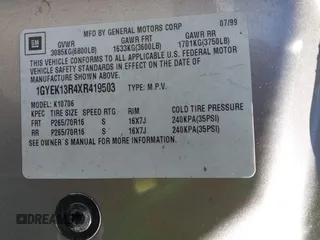 MFD BY GENERAL MOTORS CORP 07/99
GM
GVWR GAWR FRT GAWR RR
3085KG(6800LB) 1633KG(3600LB) 1701KG(3750LB)
THIS VEHICLE CONFORMS TO ALL APPLICABLE U.S. FEDERAL
MOTOR VEHICLE SAFETY STANDARDS IN EFFECT ON THE DATE OF
MANUFACTURE SHOWN ABOVE.
1GYEK13R4XR419503 TYPE: M.P.V.
MODEL: K10706
KPEC TIRE SIZE SPEED RTG RIM COLD TIRE PRESSURE
FRT P265/70R16 S 16X7J 240KPA(35PSI)
RR P265/70R16 S 16X7J 240KPA(35PSI)
SEE OWNER'S MANUAL FOR MORE INFORMATION.